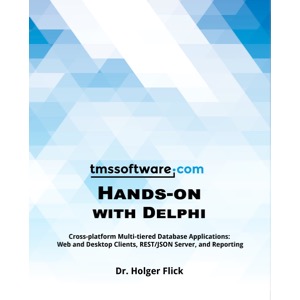 tmssoftware.com
HANDS-ON
WITH DELPHI
Cross-platform Multi-tiered Database Applications:
Web and Desktop Clients, REST/JSON Server, and Reporting
Dr. Holger Flick